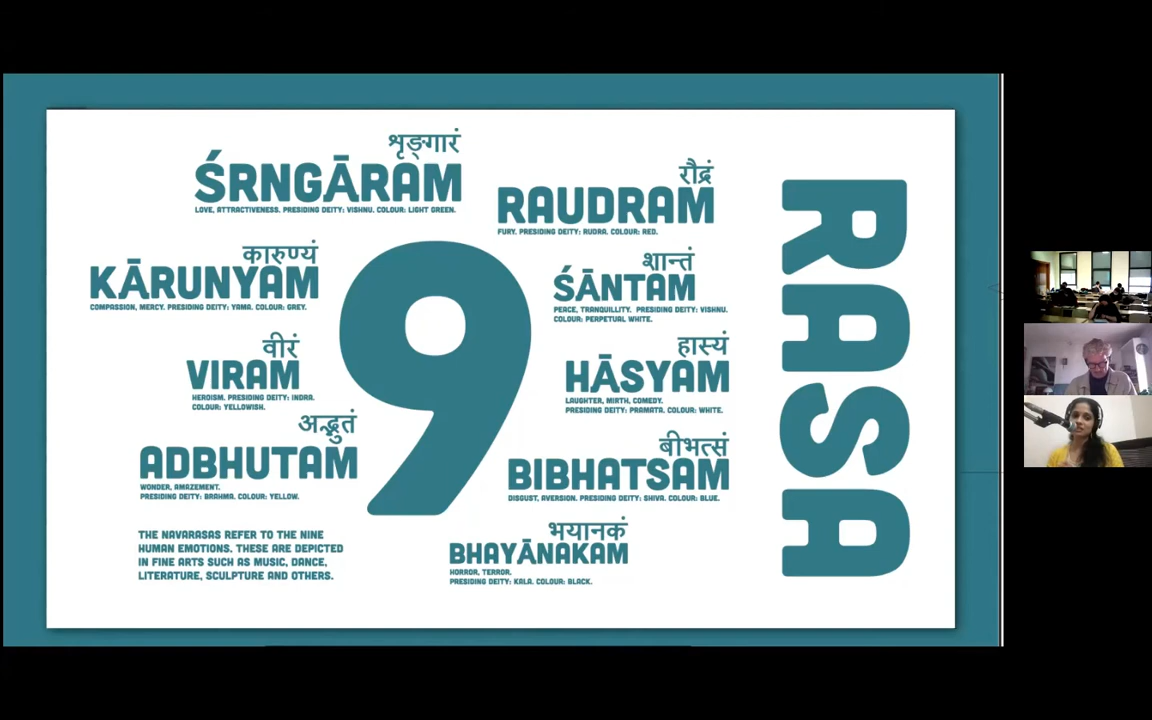 शृङ्गारं
ŚRNGĀRAM
LOVE, ATTRACTIVENESS. PRESIDING DEITY: VISHNU. COLOUR: LIGHT GREEN.
रौद्रं
RAUDRAM
FURY. PRESIDING DEITY: RUDRA. COLOUR: RED.
कारुण्यं
KĀRUNYAM
COMPASSION, MERCY. PRESIDING DEITY: YAMA. COLOUR: GREY.
शान्तं
ŚĀNTAM
PEACE, TRANQUILLITY. PRESIDING DEITY: VISHNU.
COLOUR: PERPETUAL WHITE.
वीरं
VIRAM
HEROISM. PRESIDING DEITY: INDRA.
COLOUR: YELLOWISH.
हास्यं
HĀSYAM
LAUGHTER, MIRTH, COMEDY.
PRESIDING DEITY: PRAMATA. COLOUR: WHITE.
अद्भुतं
ADBHUTAM
WONDER, AMAZEMENT.
PRESIDING DEITY: BRAHMA. COLOUR: YELLOW.
बीभत्सं
BIBHATSAM
DISGUST, AVERSION. PRESIDING DEITY: SHIVA. COLOUR: BLUE.
भयानकं
BHAYĀNAKAM
HORROR, TERROR.
PRESIDING DEITY: KALA. COLOUR: BLACK.
THE NAVARASAS REFER TO THE NINE
HUMAN EMOTIONS. THESE ARE DEPICTED
IN FINE ARTS SUCH AS MUSIC, DANCE,
LITERATURE, SCULPTURE AND OTHERS.
9
RASA